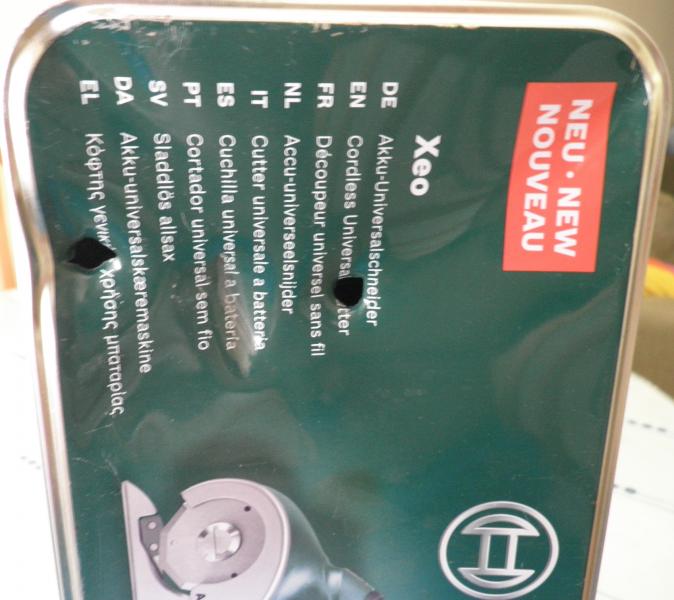 NEU • NEW
NOUVEAU
Xeo
DE Akku-Universalschneider
EN Cordless Universal
FR Découpeur universel sans fil
NL Accu-universeelsnijder
IT Cutter universale a batteria
ES Cuchilla universal a batería
PT Cortador universal sem fio
SV Sladdlös allsax
DA Akku-universalskæremaskine
EL Κόφτης χρήσης μπαταρίας